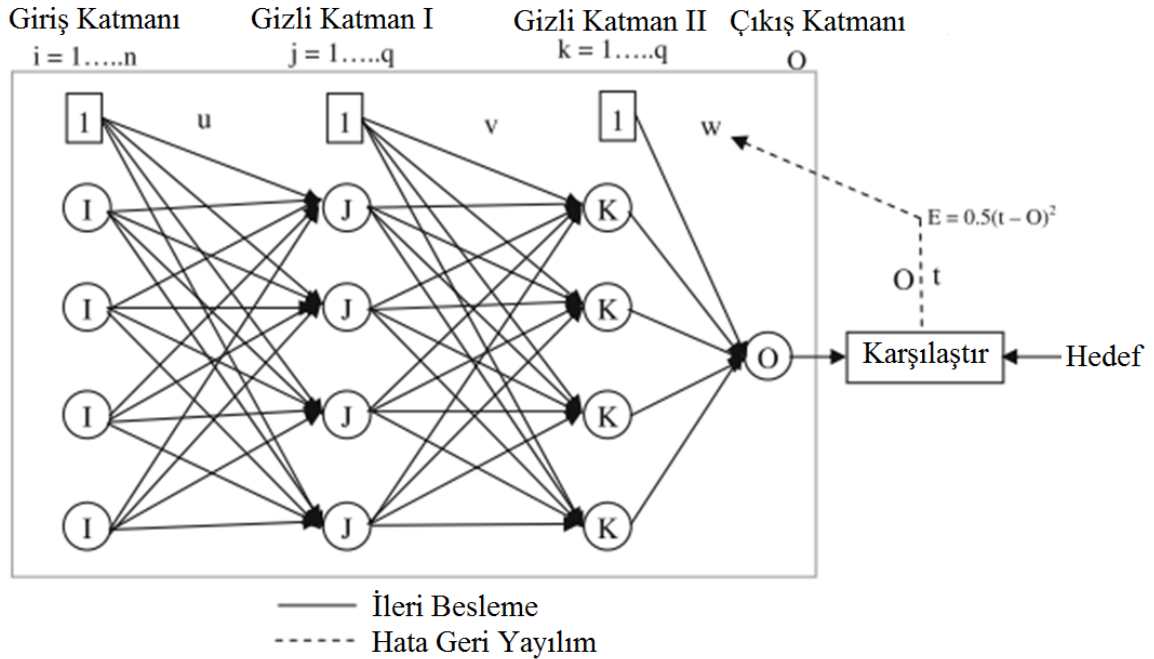 Giriş Katmanı Gizli Katman I Gizli Katman II Çıkış Katmanı
i = 1…..n j = 1…..q k = 1…..q O
1 u 1 v 1 w
I J K
E = 0.5(t – O)²
O t
I J K
O Karşılaştır Hedef
I J K
I J K
İleri Besleme
Hata Geri Yayılım